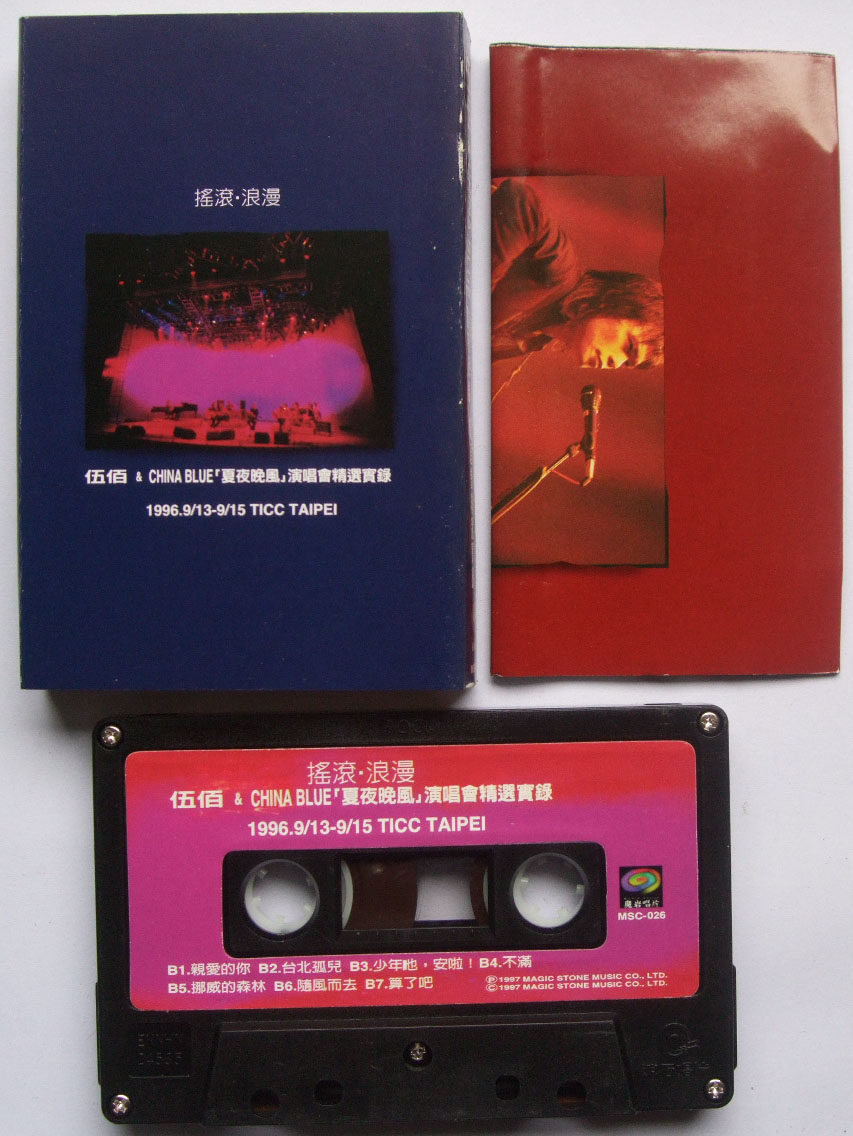 搖滾·浪漫
伍佰 & CHINA BLUE「夏夜晚風」演唱會精選實錄
1996.9/13-9/15 TICC TAIPEI
搖滾·浪漫
伍佰 & CHINA BLUE「夏夜晚風」演唱會精選實錄
1996.9/13-9/15 TICC TAIPEI
魔岩唱片
MSC-026
B1.親愛的你 B2.台北孤兒 B3.少年吔，安啦！B4.不滿
B5.挪威的森林 B6.隨風而去 B7.算了吧
Ⓟ1997 MAGIC STONE MUSIC CO., LTD.
Ⓒ1997 MAGIC STONE MUSIC CO., LTD.